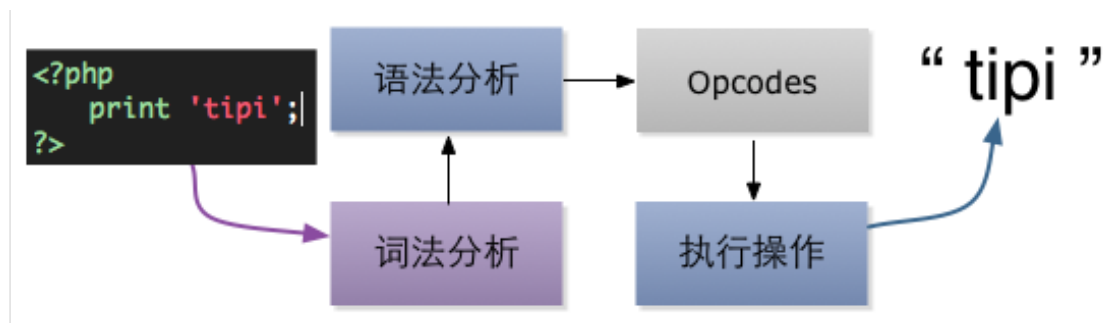 <?php
print 'tipi';
?>
语法分析
Opcodes
“ tipi ”
词法分析
执行操作